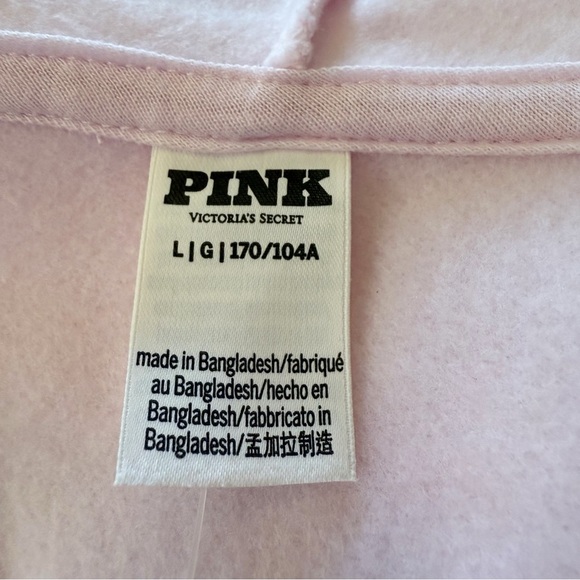 PINK
VICTORIA'S SECRET
L | G | 170/104A
made in Bangladesh/fabriqué
au Bangladesh/hecho en
Bangladesh/fabbricato in
Bangladesh/孟加拉制造